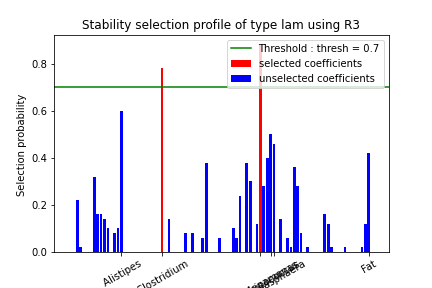 Stability selection profile of type lam using R3
Threshold : thresh = 0.7
selected coefficients
unselected coefficients
Selection probability
0.8
0.6
0.4
0.2
0.0
Alistipes
Clostridium
Fat